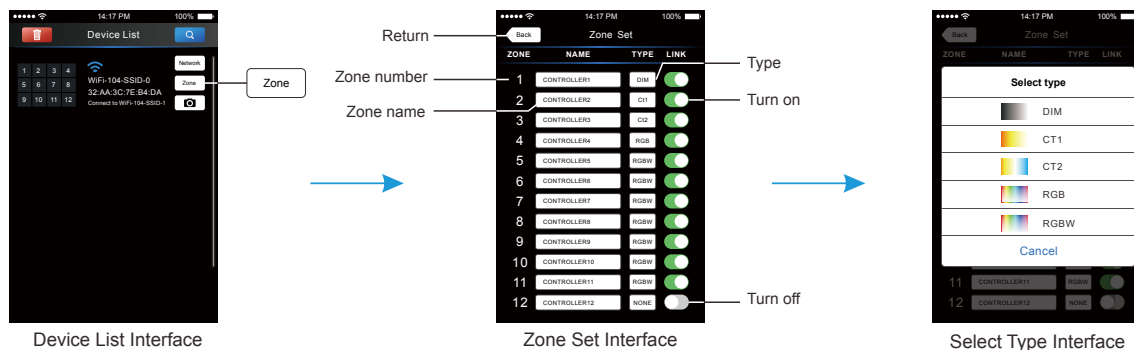 14:17 PM
100%
Device List
1 2 3 4
5 6 7 8
9 10 11 12
WiFi-104-SSID-0
32:AA:3C:7E:B4:DA
Connect to WiFi-104-SSID-1
Network
Zone
Zone
Device List Interface
Return
Zone number
Zone name
14:17 PM
100%
Back
Zone Set
ZONE NAME TYPE LINK
1 CONTROLLER1 DIM
2 CONTROLLER2 Ct1
3 CONTROLLER3 Ct2
4 CONTROLLER4 RGB
5 CONTROLLER5 RGBW
6 CONTROLLER6 RGBW
7 CONTROLLER7 RGBW
8 CONTROLLER8 RGBW
9 CONTROLLER9 RGBW
10 CONTROLLER10 RGBW
11 CONTROLLER11 RGBW
12 CONTROLLER12 NONE
Type
Turn on
Turn off
Zone Set Interface
14:17 PM
100%
Back
Zone Set
ZONE NAME TYPE LINK
Select type
DIM
CT1
CT2
RGB
RGBW
Cancel
11 CONTROLLER11 RGBW
12 CONTROLLER12 NONE
Select Type Interface